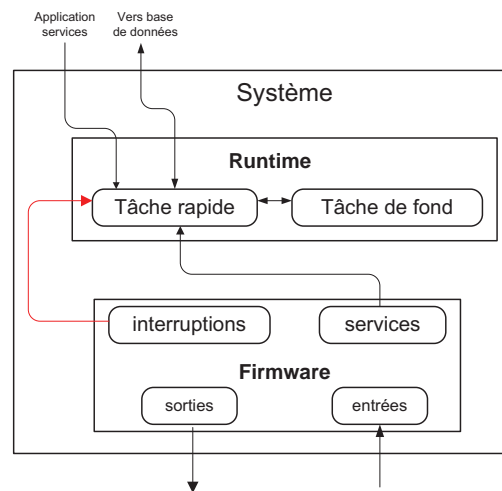 Application
services
Vers base
de données
Système
Runtime
Tâche rapide
Tâche de fond
interruptions
services
Firmware
sorties
entrées